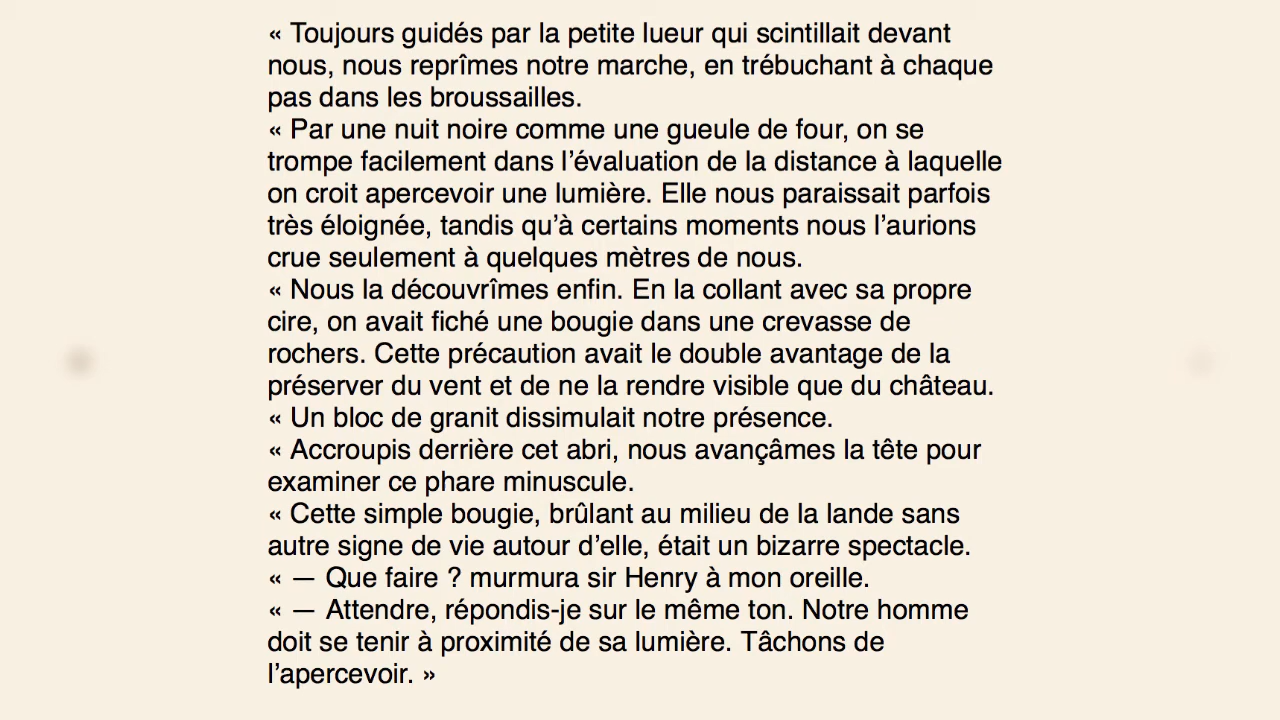 « Toujours guidés par la petite lueur qui scintillait devant
nous, nous reprîmes notre marche, en trébuchant à chaque
pas dans les broussailles.
« Par une nuit noire comme une gueule de four, on se
trompe facilement dans l’évaluation de la distance à laquelle
on croit apercevoir une lumière. Elle nous paraissait parfois
très éloignée, tandis qu’à certains moments nous l’aurions
crue seulement à quelques mètres de nous.
« Nous la découvrîmes enfin. En la collant avec sa propre
cire, on avait fiché une bougie dans une crevasse de
rochers. Cette précaution avait le double avantage de la
préserver du vent et de ne la rendre visible que du château.
« Un bloc de granit dissimulait notre présence.
« Accroupis derrière cet abri, nous avançâmes la tête pour
examiner ce phare minuscule.
« Cette simple bougie, brûlant au milieu de la lande sans
autre signe de vie autour d’elle, était un bizarre spectacle.
« — Que faire ? murmura sir Henry à mon oreille.
« — Attendre, répondis-je sur le même ton. Notre homme
doit se tenir à proximité de sa lumière. Tâchons de
l’apercevoir. »